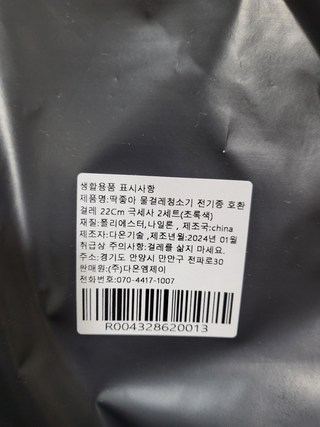 생활용품 표시사항
제품명:딱좋아 물걸레청소기 전기종 호환
걸레 22Cm 극세사 2세트(초록색)
재질:폴리에스터,나일론 , 제조국:china
제조자:다온기술 ,제조년월:2024년 01월
취급상 주의사항:걸레를 삶지 마세요.
주소:경기도 안양시 만안구 전파로30
판매원:(주)다온엠제이
전화번호:070-4417-1007
R004328620013